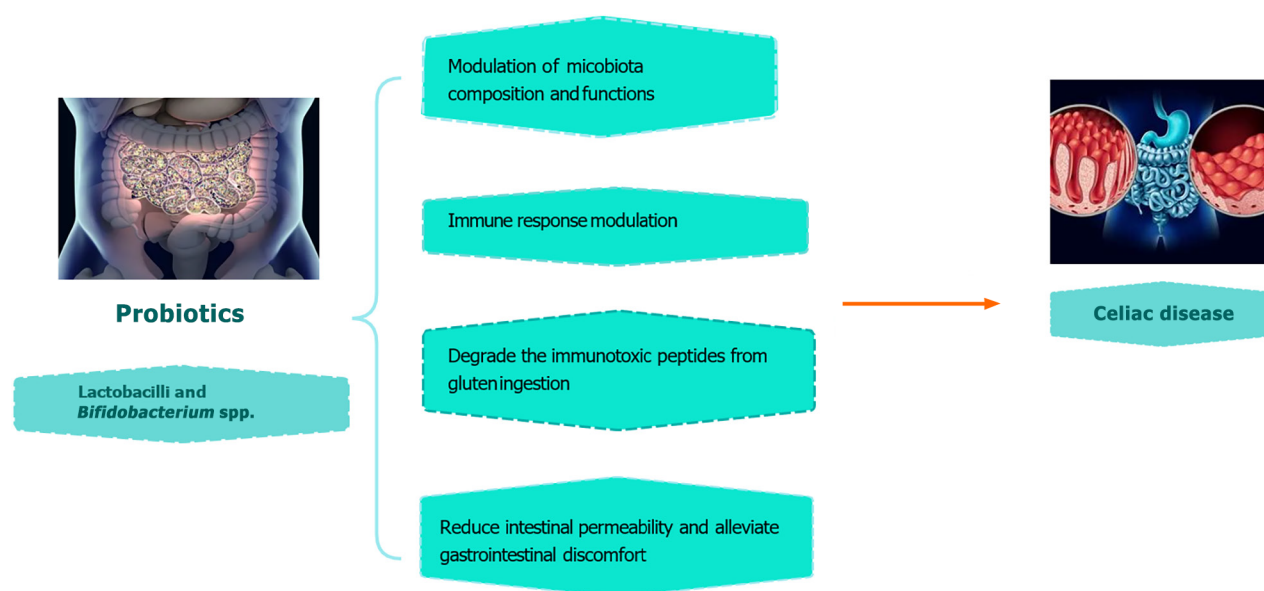 Probiotics
Lactobacilli and
Bifidobacterium spp.
Modulation of micobiota
composition and functions
Immune response modulation
Degrade the immunotoxic peptides from
gluten ingestion
Reduce intestinal permeability and alleviate
gastrointestinal discomfort
Celiac disease